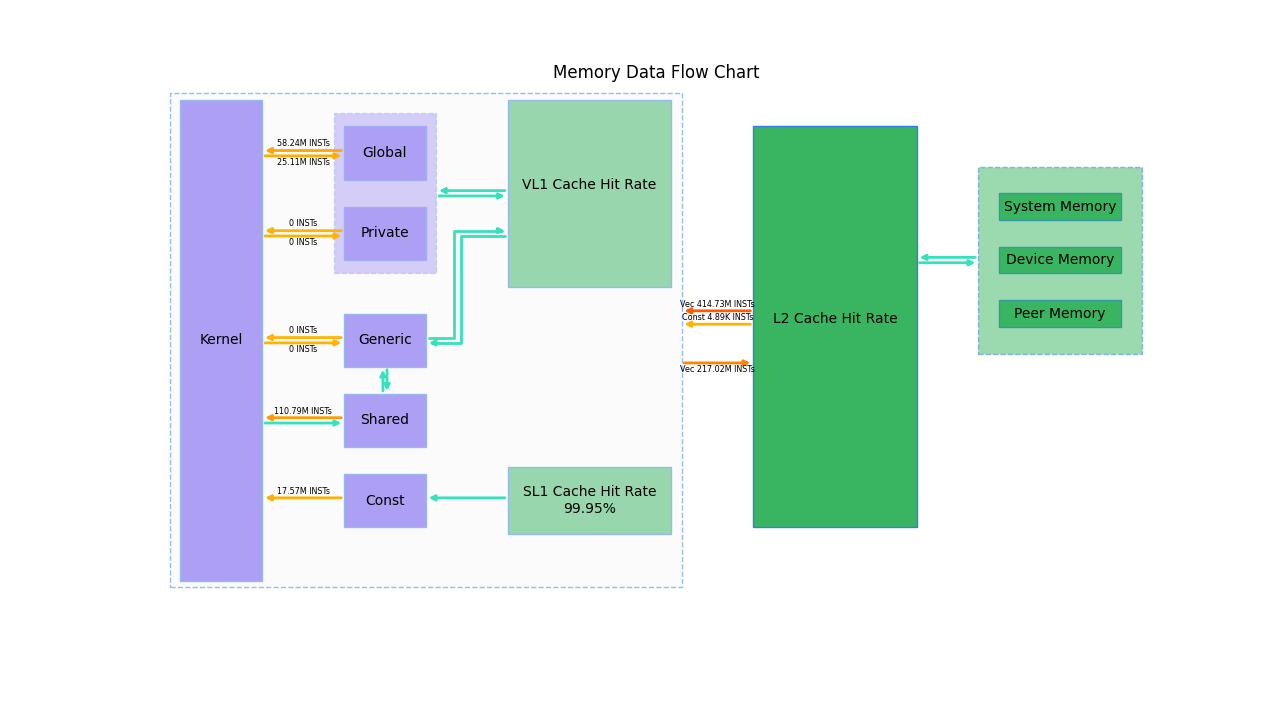 Memory Data Flow Chart
Kernel
58.24M INSTs
25.11M INSTs
Global
0 INSTs
0 INSTs
Private
0 INSTs
0 INSTs
Generic
110.79M INSTs
Shared
17.57M INSTs
Const
VL1 Cache Hit Rate
SL1 Cache Hit Rate
99.95%
Vec 414.73M INSTs
Const 4.89K INSTs
Vec 217.02M INSTs
L2 Cache Hit Rate
System Memory
Device Memory
Peer Memory